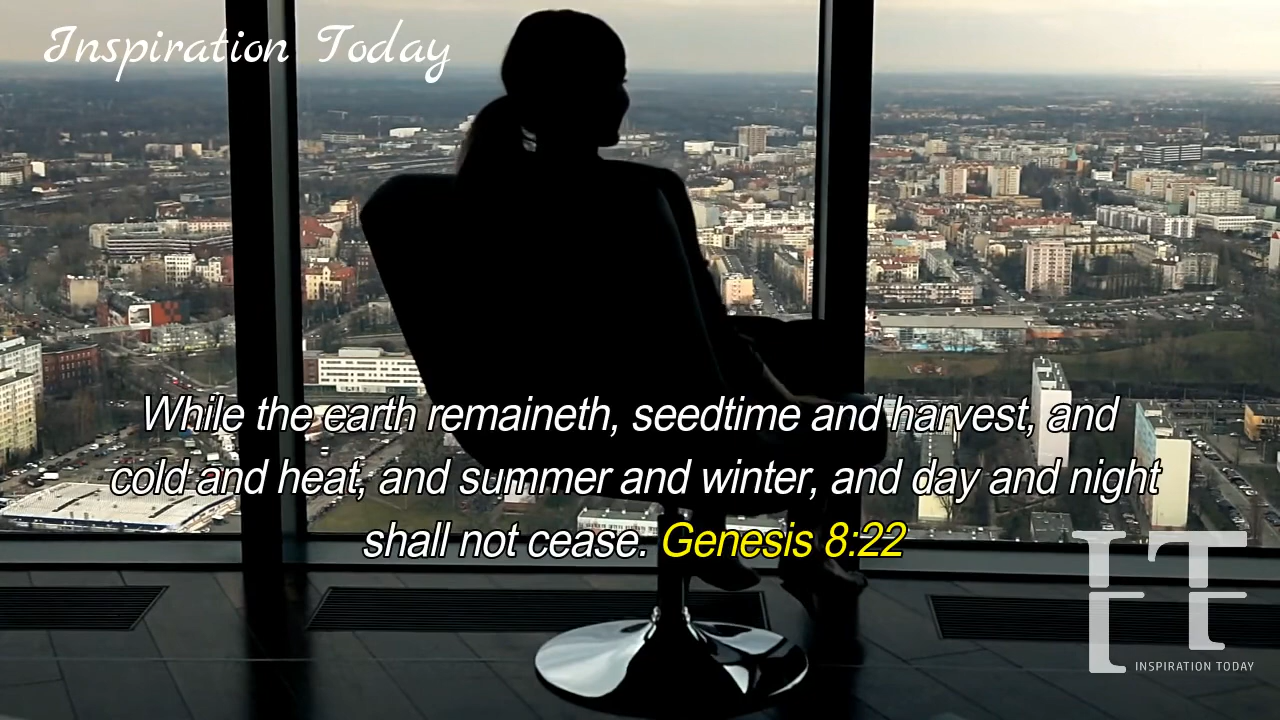 Inspiration Today
While the earth remaineth, seedtime and harvest, and
cold and heat, and summer and winter, and day and night
shall not cease. Genesis 8:22
IT
INSPIRATION TODAY